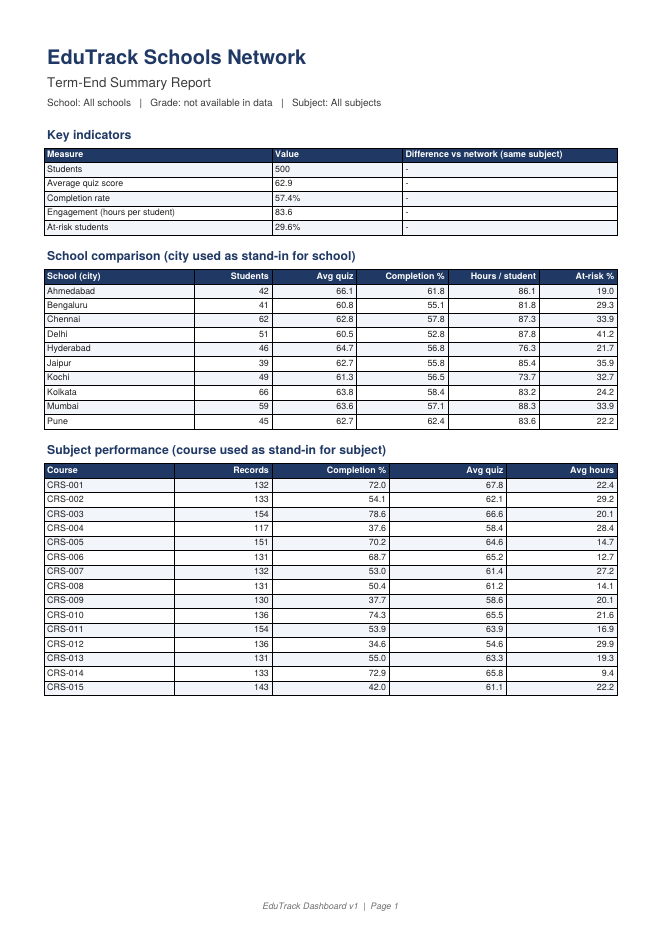 EduTrack Schools Network
Term-End Summary Report
School: All schools | Grade: not available in data | Subject: All subjects
Key indicators
Measure Value Difference vs network (same subject)
Students 500 -
Average quiz score 62.9 -
Completion rate 57.4% -
Engagement (hours per student) 83.6 -
At-risk students 29.6% -
School comparison (city used as stand-in for school)
School (city) Students Avg quiz Completion % Hours / student At-risk %
Ahmedabad 42 66.1 61.8 86.1 19.0
Bengaluru 41 60.8 55.1 81.8 29.3
Chennai 62 62.8 57.8 87.3 33.9
Delhi 51 60.5 52.8 87.8 41.2
Hyderabad 46 64.7 56.8 76.3 21.7
Jaipur 39 62.7 55.8 85.4 35.9
Kochi 49 61.3 56.5 73.7 32.7
Kolkata 66 63.8 58.4 83.2 24.2
Mumbai 59 63.6 57.1 88.3 33.9
Pune 45 62.7 62.4 83.6 22.2
Subject performance (course used as stand-in for subject)
Course Records Completion % Avg quiz Avg hours
CRS-001 132 72.0 67.8 22.4
CRS-002 133 54.1 62.1 29.2
CRS-003 154 78.6 66.6 20.1
CRS-004 117 37.6 58.4 28.4
CRS-005 151 70.2 64.6 14.7
CRS-006 131 68.7 65.2 12.7
CRS-007 132 53.0 61.4 27.2
CRS-008 131 50.4 61.2 14.1
CRS-009 130 37.7 58.6 20.1
CRS-010 136 74.3 65.5 21.6
CRS-011 154 53.9 63.9 16.9
CRS-012 136 34.6 54.6 29.9
CRS-013 131 55.0 63.3 19.3
CRS-014 133 72.9 65.8 9.4
CRS-015 143 42.0 61.1 22.2
EduTrack Dashboard v1 | Page 1